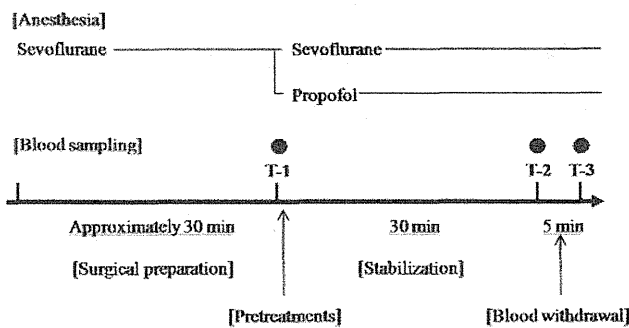 [Anesthesia]
Sevoflurane Sevoflurane
Propofol
[Blood sampling]
T-1 T-2 T-3
Approximately 30 min 30 min 5 min
[Surgical preparation] [Stabilization]
[Pretreatments] [Blood withdrawal]